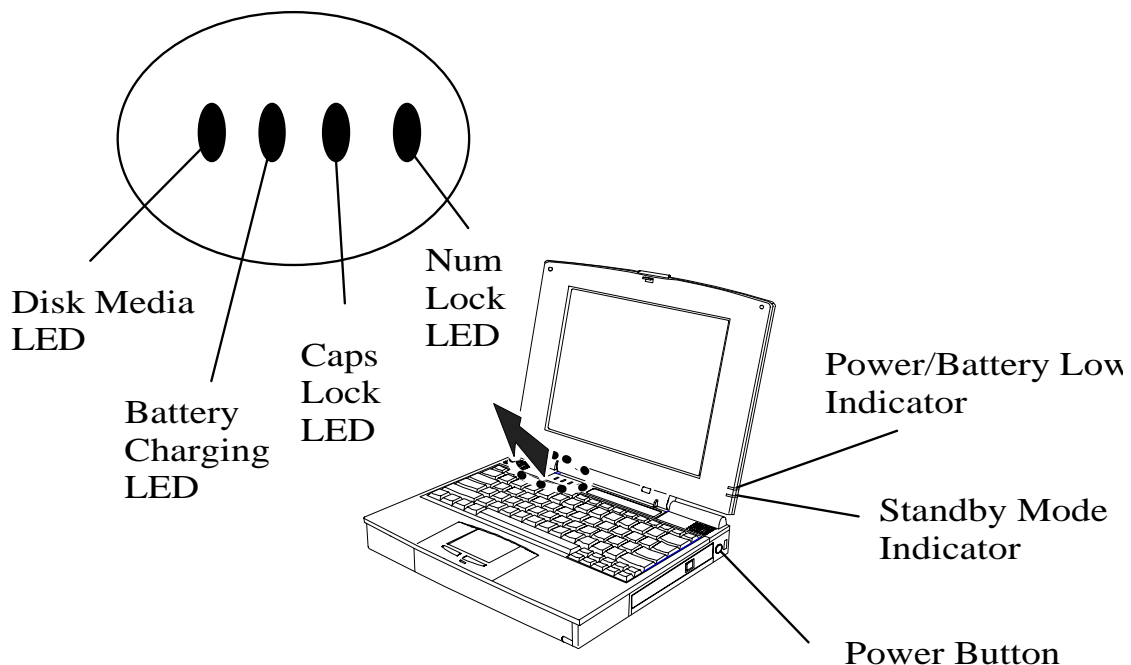 Disk Media
LED
Battery
Charging
LED
Caps
Lock
LED
Num
Lock
LED
Power/Battery Low
Indicator
Standby Mode
Indicator
Power Button